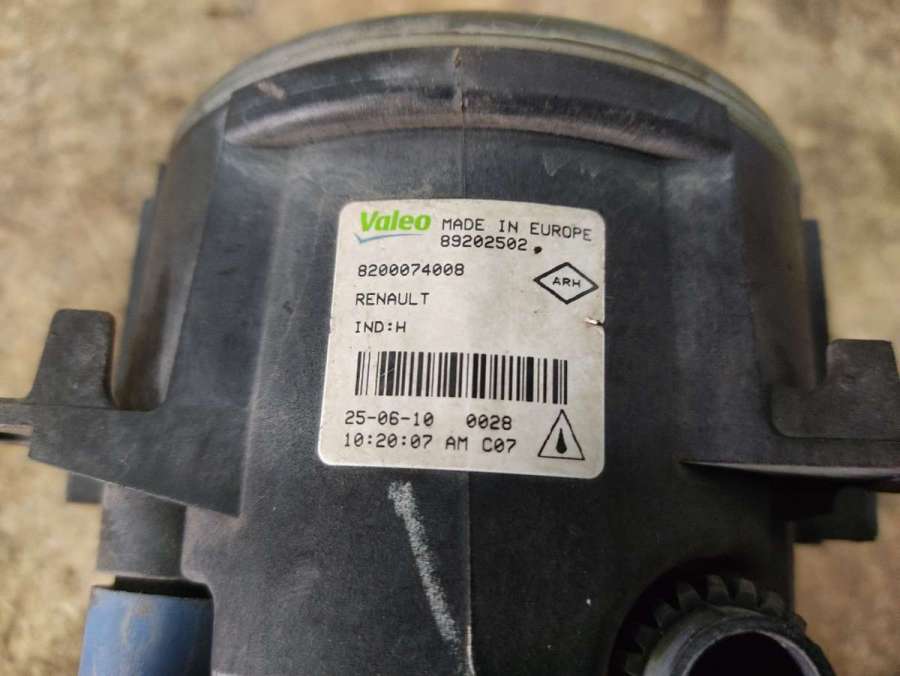 Valeo MADE IN EUROPE
89202502
8200074008
ARH
RENAULT
IND:H
25-06-10 0028
10:20:07 AM C07